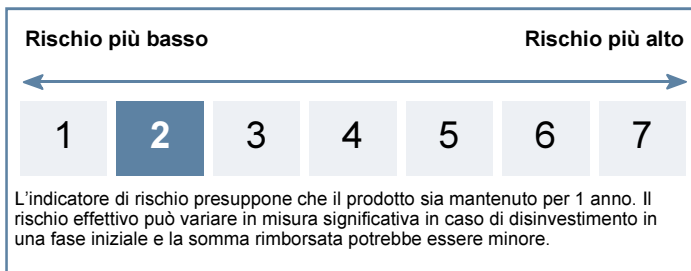 Rischio più basso Rischio più alto
1 2 3 4 5 6 7
L'indicatore di rischio presuppone che il prodotto sia mantenuto per 1 anno. Il
rischio effettivo può variare in misura significativa in caso di disinvestimento in
una fase iniziale e la somma rimborsata potrebbe essere minore.